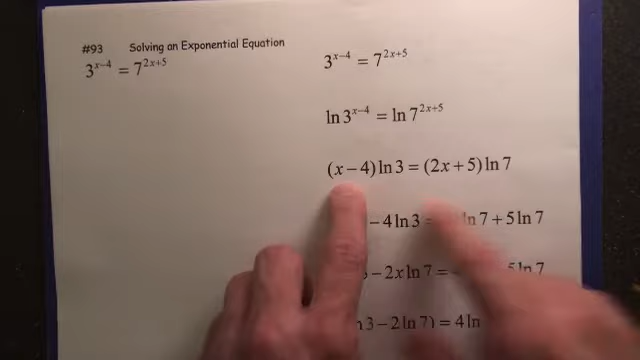 #93 Solving an Exponential Equation
3^{x-4} = 7^{2x+5}
3^{x-4} = 7^{2x+5}
ln 3^{x-4} = ln 7^{2x+5}
(x − 4) ln 3 = (2x + 5) ln 7
− 4 ln 3 = ln 7 + 5 ln 7
− 2x ln 7 = 5 ln 7
3 − 2 ln 7) = 4 ln